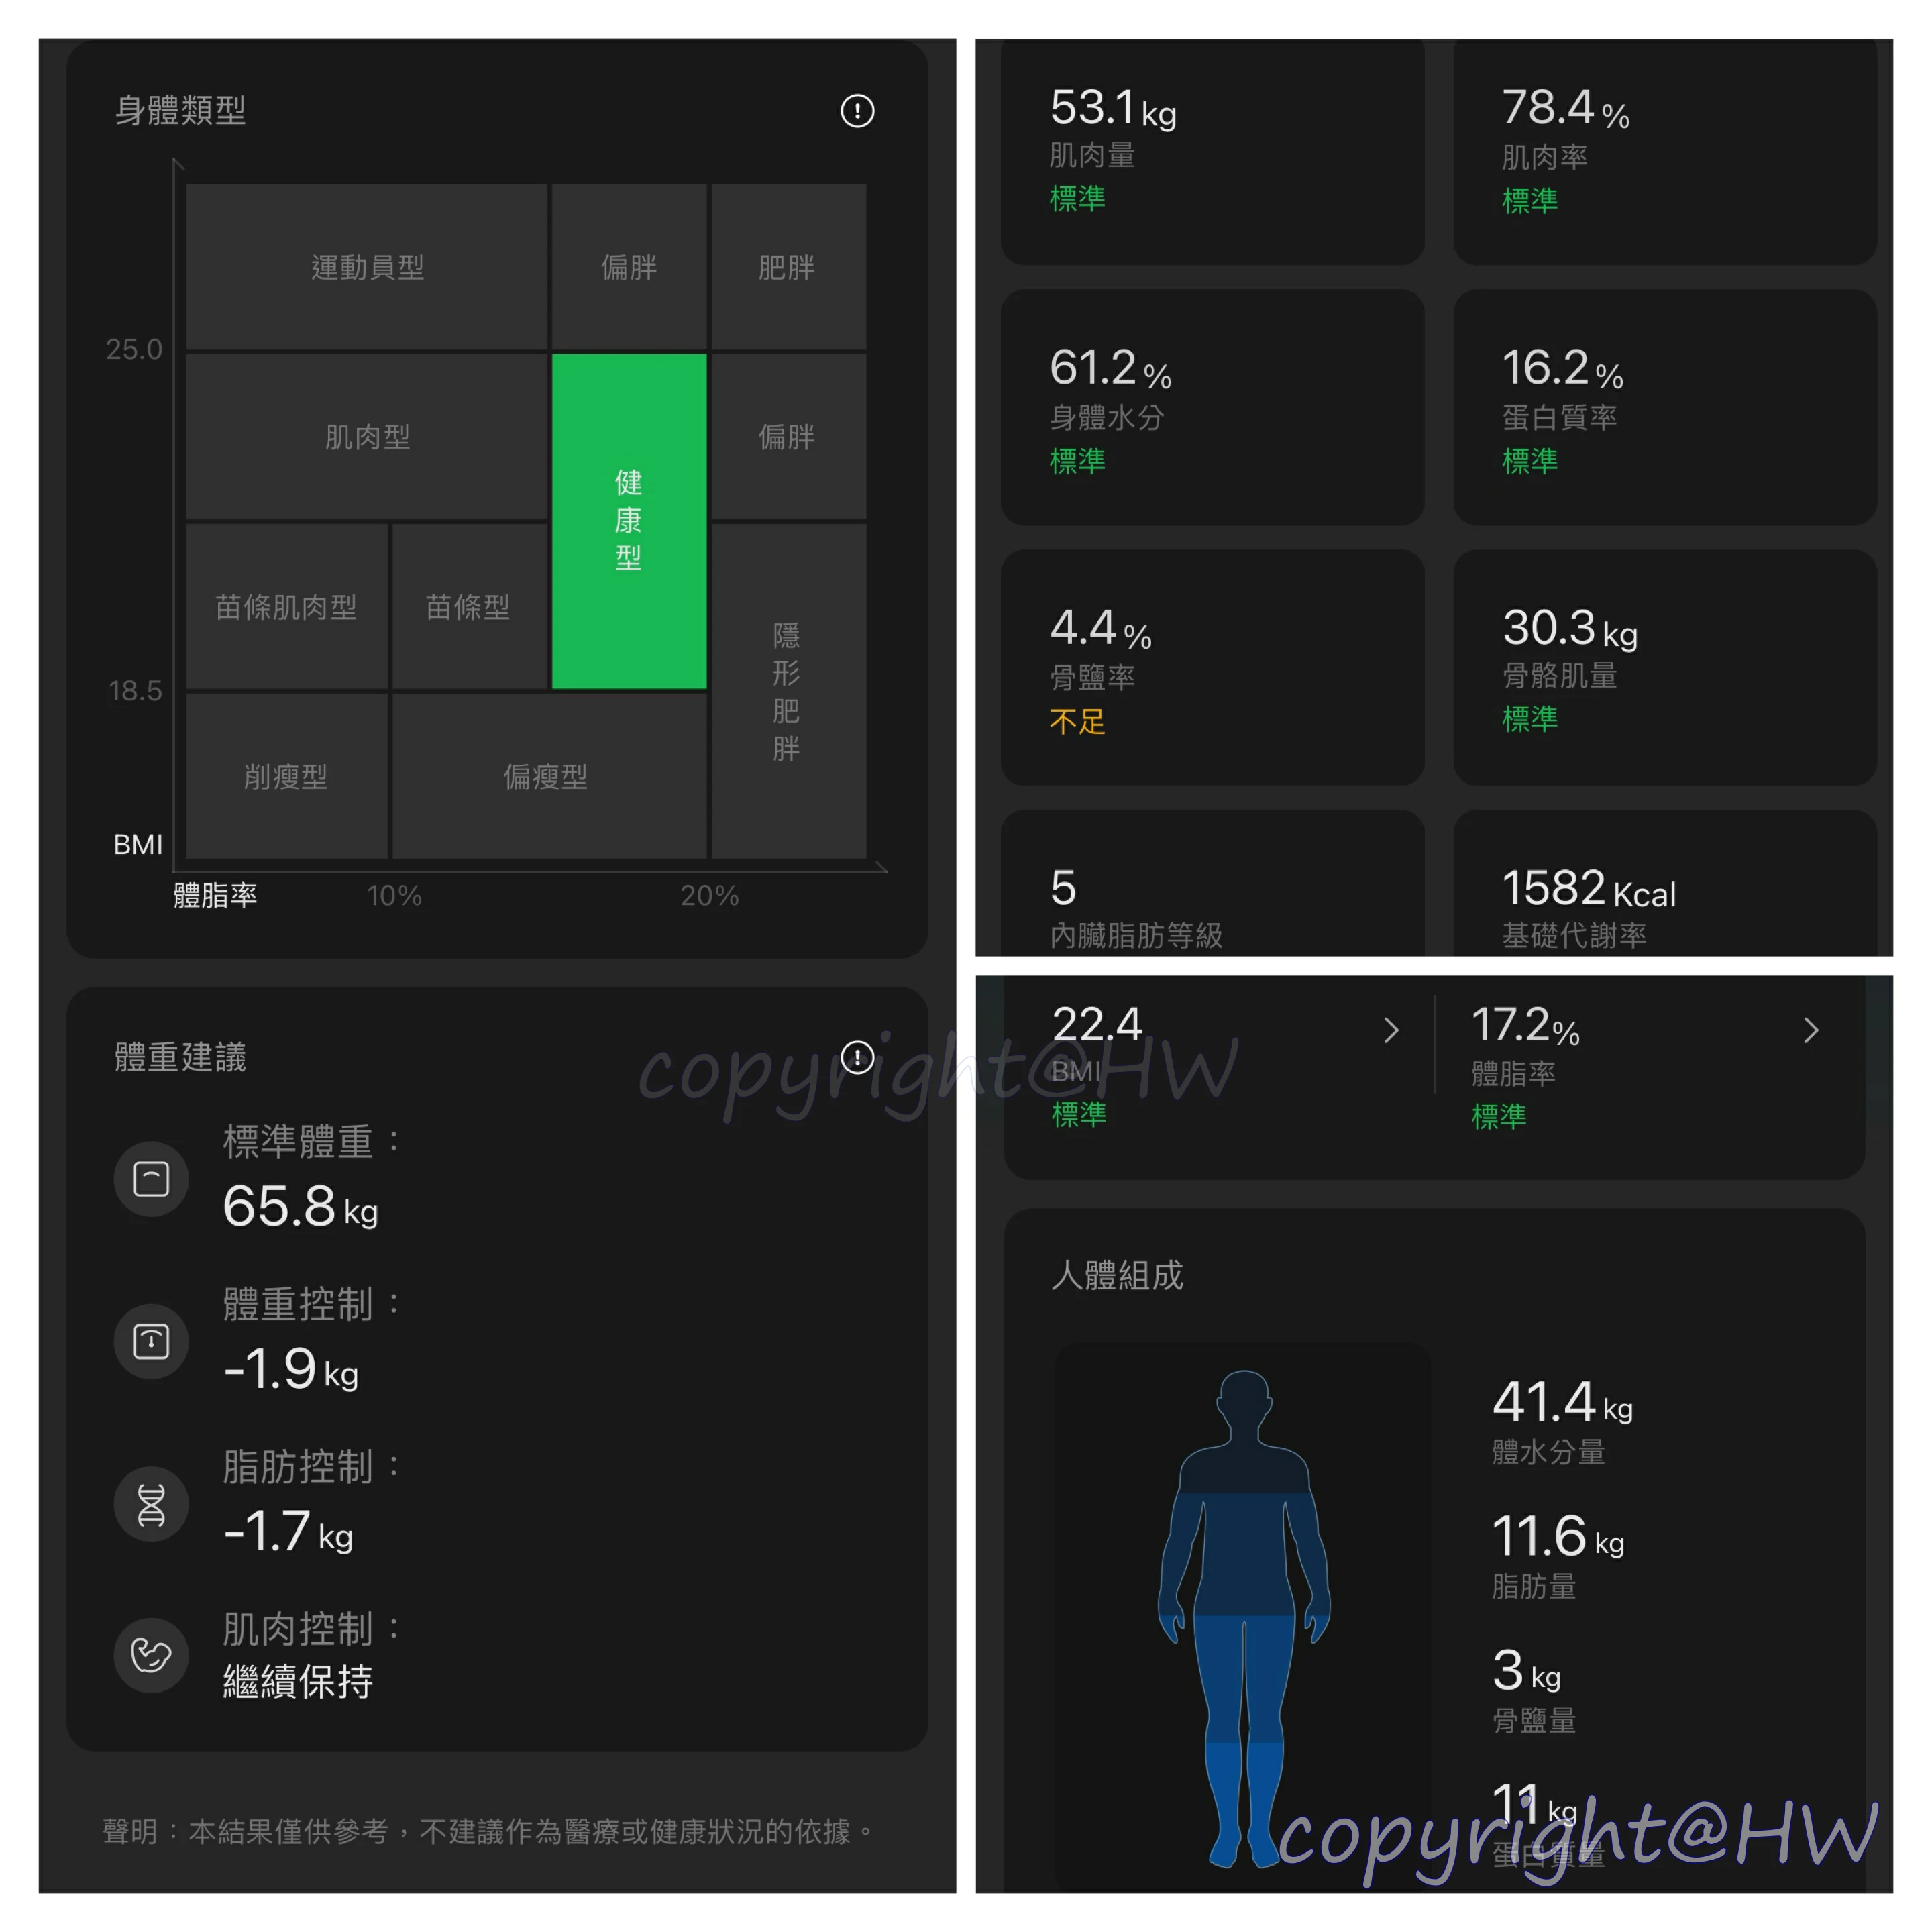 身體類型
運動員型
偏胖
肥胖
25.0
肌肉型
健康型
偏胖
苗條肌肉型
苗條型
隱形肥胖
18.5
削瘦型
偏瘦型
BMI
體脂率
10%
20%
體重建議
標準體重：
65.8 kg
體重控制：
-1.9 kg
脂肪控制：
-1.7 kg
肌肉控制：
繼續保持
聲明：本結果僅供參考，不建議作為醫療或健康狀況的依據。
53.1 kg
肌肉量
標準
78.4 %
肌肉率
標準
61.2 %
身體水分
標準
16.2 %
蛋白質率
標準
4.4 %
骨鹽率
不足
30.3 kg
骨骼肌量
標準
5
內臟脂肪等級
1582 Kcal
基礎代謝率
22.4
BMI
標準
17.2%
體脂率
標準
人體組成
41.4 kg
體水分量
11.6 kg
脂肪量
3 kg
骨鹽量
11 kg
蛋白質量
copyright@HW
copyright@HW